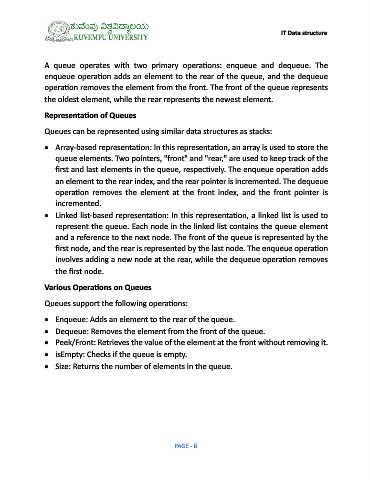 ಕುವೆಂಪು ವಿಶ್ವವಿದ್ಯಾಲಯ
KUVEMPU UNIVERSITY
IT Data structure
A queue operates with two primary operations: enqueue and dequeue. The
enqueue operation adds an element to the rear of the queue, and the dequeue
operation removes the element from the front. The front of the queue represents
the oldest element, while the rear represents the newest element.
Representation of Queues
Queues can be represented using similar data structures as stacks:
• Array-based representation: In this representation, an array is used to store the
queue elements. Two pointers, "front" and "rear," are used to keep track of the
first and last elements in the queue, respectively. The enqueue operation adds
an element to the rear index, and the rear pointer is incremented. The dequeue
operation removes the element at the front index, and the front pointer is
incremented.
• Linked list-based representation: In this representation, a linked list is used to
represent the queue. Each node in the linked list contains the queue element
and a reference to the next node. The front of the queue is represented by the
first node, and the rear is represented by the last node. The enqueue operation
involves adding a new node at the rear, while the dequeue operation removes
the first node.
Various Operations on Queues
Queues support the following operations:
• Enqueue: Adds an element to the rear of the queue.
• Dequeue: Removes the element from the front of the queue.
• Peek/Front: Retrieves the value of the element at the front without removing it.
• isEmpty: Checks if the queue is empty.
• Size: Returns the number of elements in the queue.
PAGE - 8